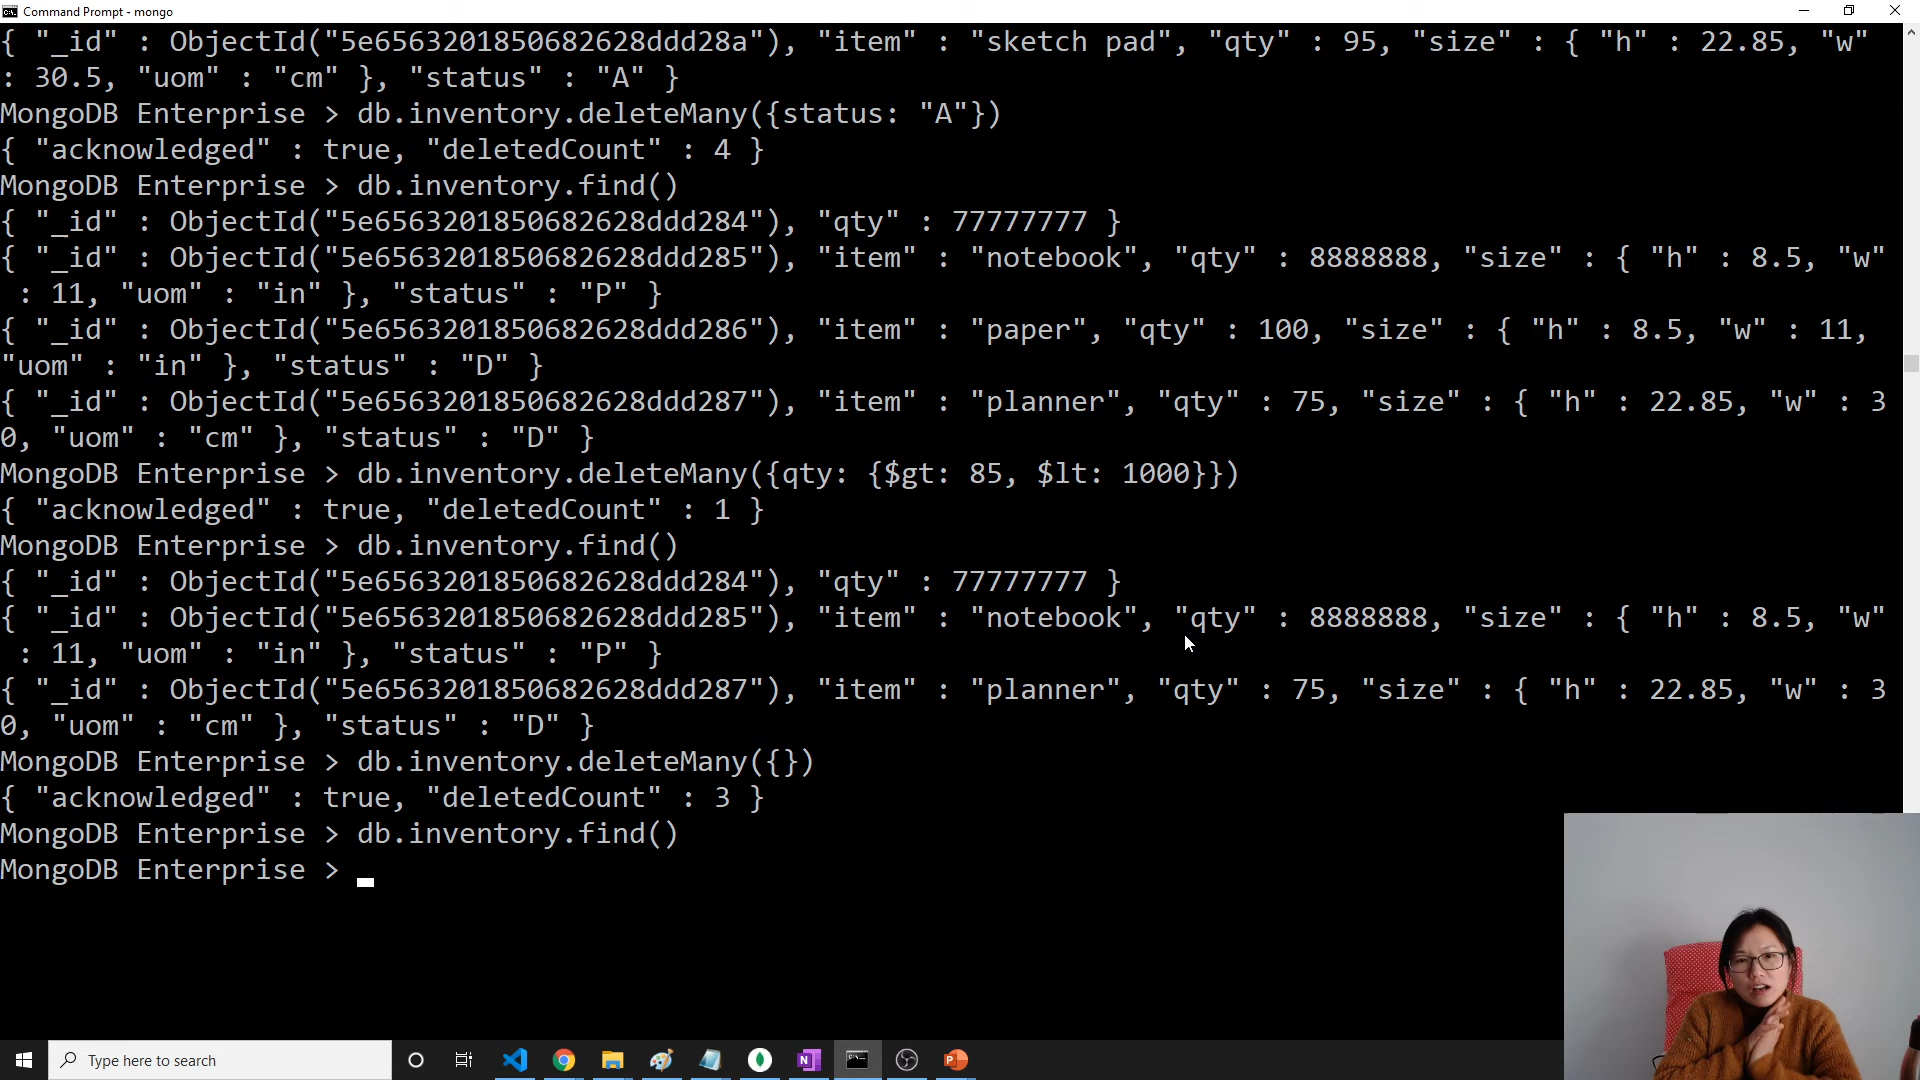 Command Prompt - mongo
{ "_id" : ObjectId("5e6563201850682628ddd28a"), "item" : "sketch pad", "qty" : 95, "size" : { "h" : 22.85, "w"
: 30.5, "uom" : "cm" }, "status" : "A" }
MongoDB Enterprise > db.inventory.deleteMany({status: "A"})
{ "acknowledged" : true, "deletedCount" : 4 }
MongoDB Enterprise > db.inventory.find()
{ "_id" : ObjectId("5e6563201850682628ddd284"), "qty" : 77777777 }
{ "_id" : ObjectId("5e6563201850682628ddd285"), "item" : "notebook", "qty" : 8888888, "size" : { "h" : 8.5, "w"
 : 11, "uom" : "in" }, "status" : "P" }
{ "_id" : ObjectId("5e6563201850682628ddd286"), "item" : "paper", "qty" : 100, "size" : { "h" : 8.5, "w" : 11,
"uom" : "in" }, "status" : "D" }
{ "_id" : ObjectId("5e6563201850682628ddd287"), "item" : "planner", "qty" : 75, "size" : { "h" : 22.85, "w" : 3
0, "uom" : "cm" }, "status" : "D" }
MongoDB Enterprise > db.inventory.deleteMany({qty: {$gt: 85, $lt: 1000}})
{ "acknowledged" : true, "deletedCount" : 1 }
MongoDB Enterprise > db.inventory.find()
{ "_id" : ObjectId("5e6563201850682628ddd284"), "qty" : 77777777 }
{ "_id" : ObjectId("5e6563201850682628ddd285"), "item" : "notebook", "qty" : 8888888, "size" : { "h" : 8.5, "w"
 : 11, "uom" : "in" }, "status" : "P" }
{ "_id" : ObjectId("5e6563201850682628ddd287"), "item" : "planner", "qty" : 75, "size" : { "h" : 22.85, "w" : 3
0, "uom" : "cm" }, "status" : "D" }
MongoDB Enterprise > db.inventory.deleteMany({})
{ "acknowledged" : true, "deletedCount" : 3 }
MongoDB Enterprise > db.inventory.find()
MongoDB Enterprise >
Type here to search